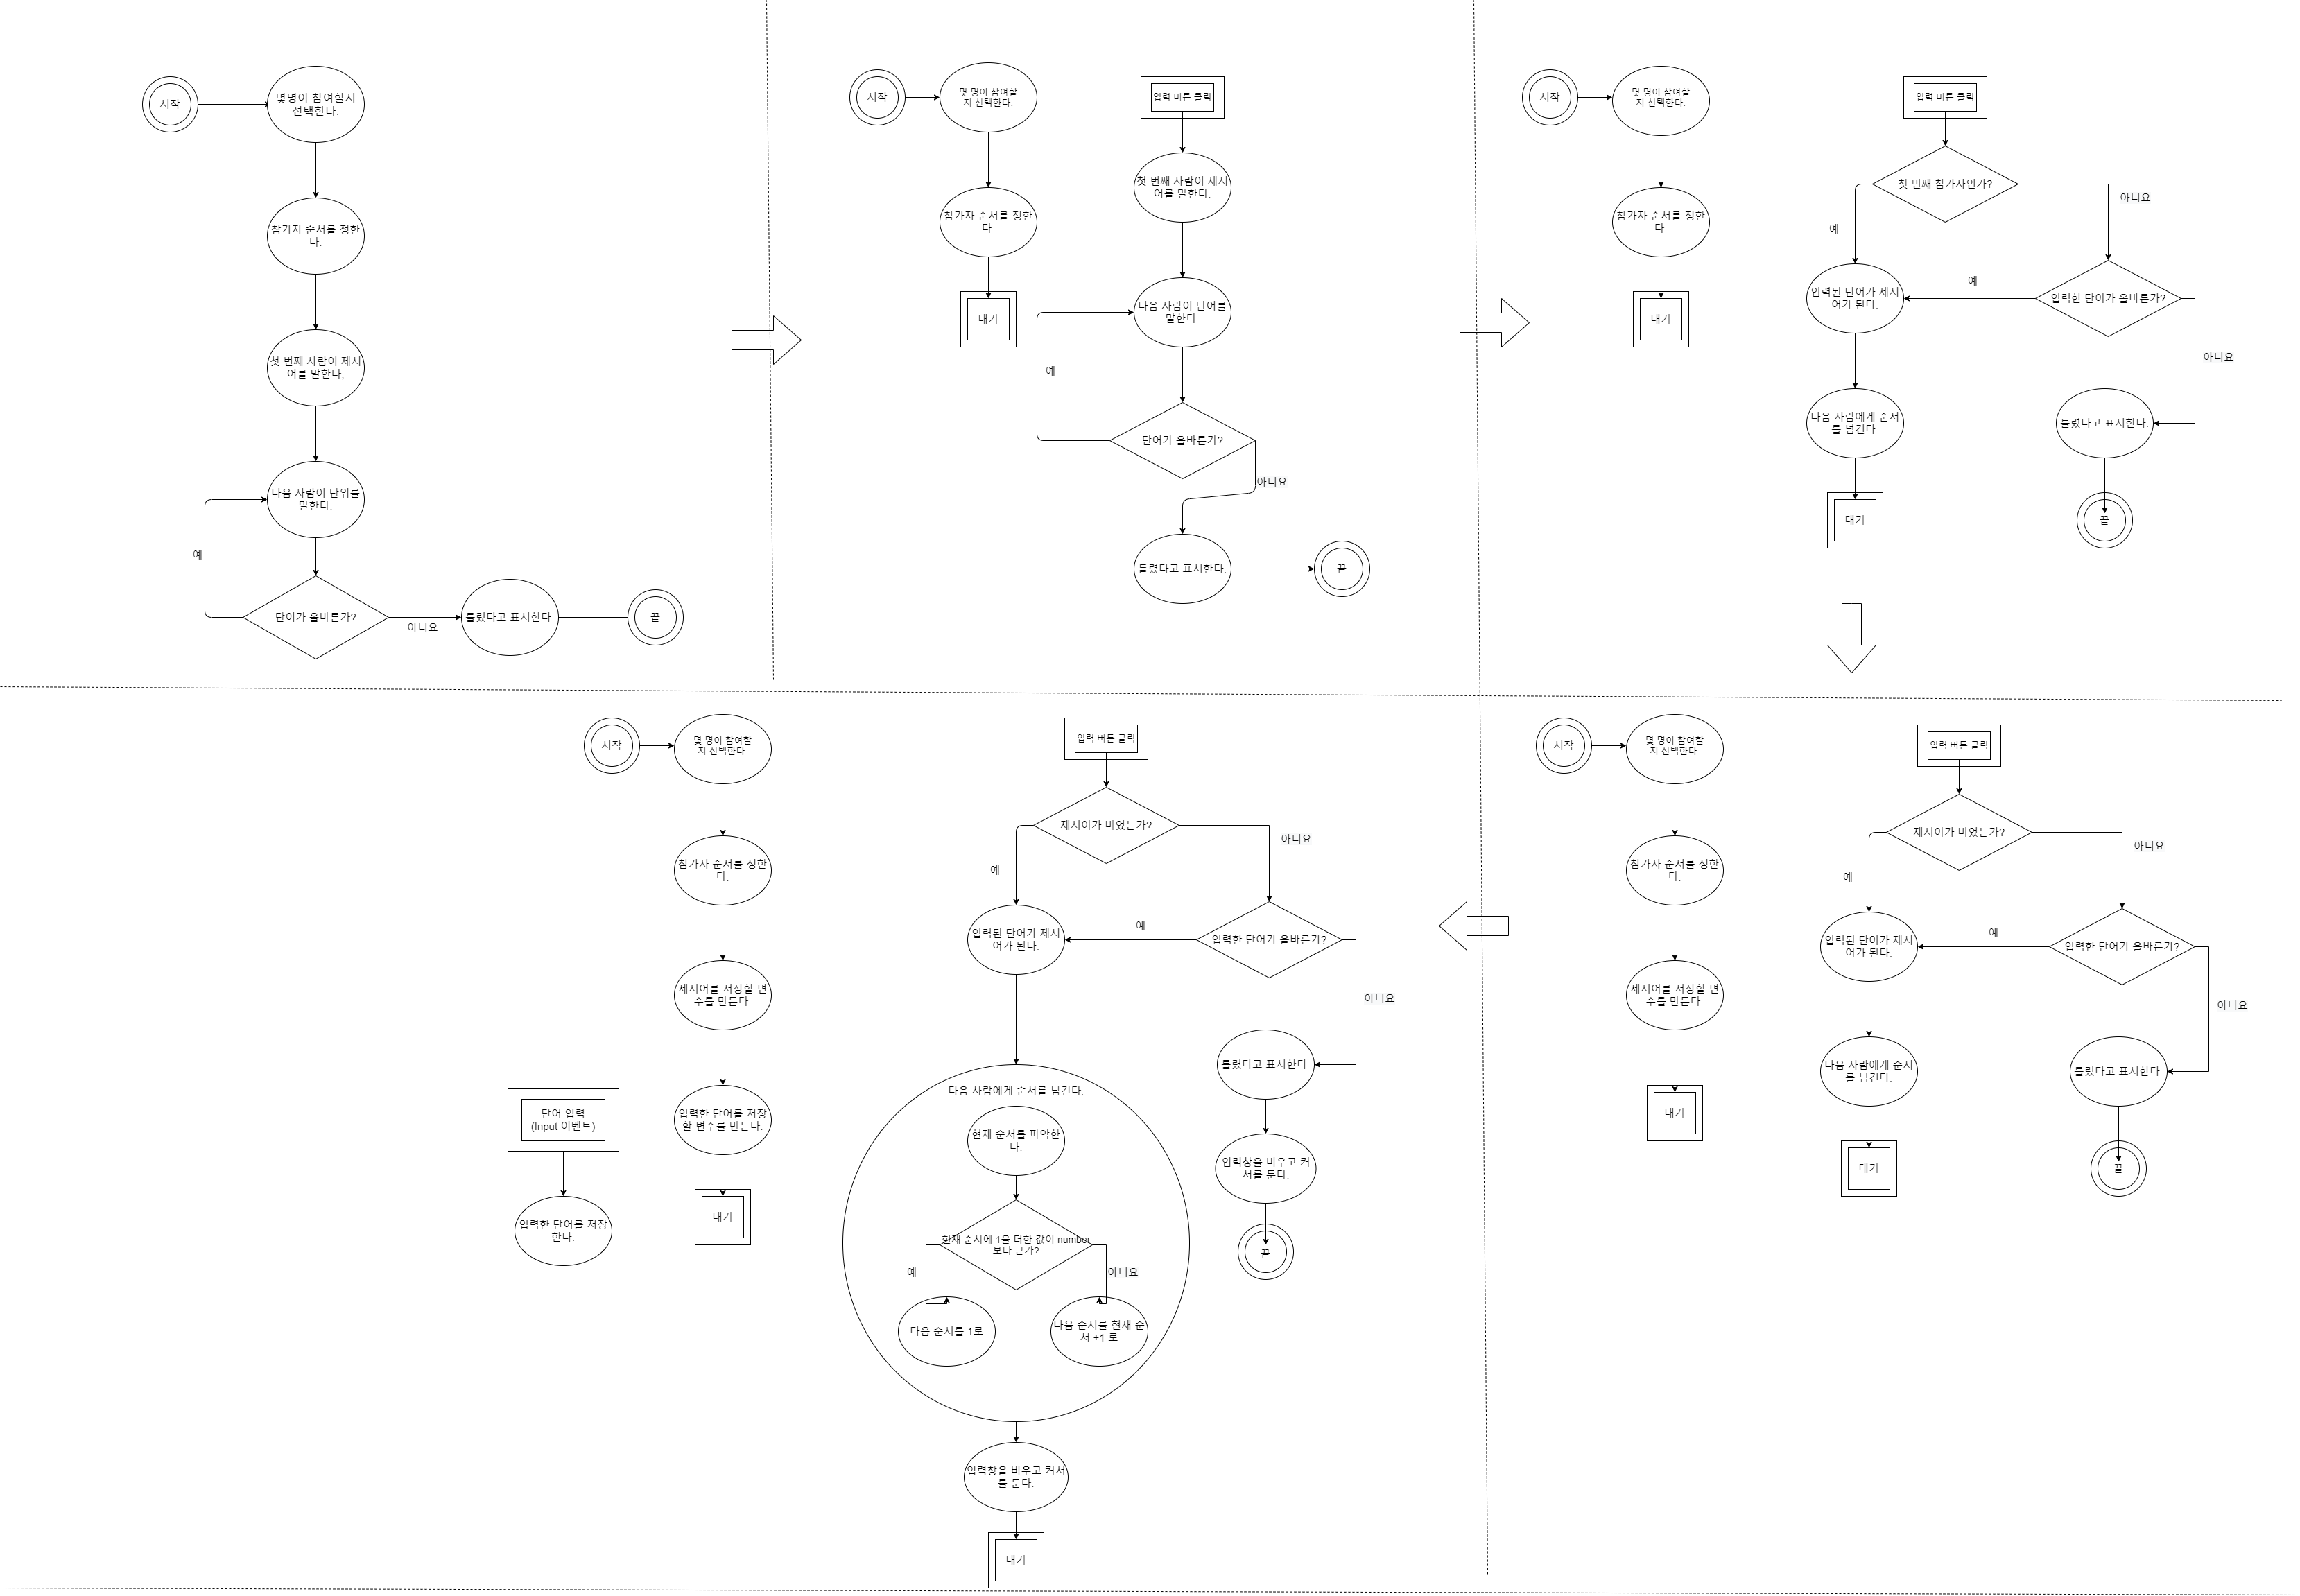 시작
몇명이 참여할지
선택한다.
참가자 순서를 정한
다.
첫 번째 사람이 제시
어를 말한다,
다음 사람이 단워를
말한다.
예
단어가 올바른가?
아니요
틀렸다고 표시한다.
끝
시작
몇 명이 참여할
지 선택한다.
참가자 순서를 정한
다.
대기
입력 버튼 클릭
첫 번째 사람이 제시
어를 말한다.
다음 사람이 단어를
말한다.
예
단어가 올바른가?
아니요
틀렸다고 표시한다.
끝
시작
몇 명이 참여할
지 선택한다.
참가자 순서를 정한
다.
대기
입력 버튼 클릭
첫 번째 참가자인가?
아니요
예
입력된 단어가 제시
어가 된다.
예
입력한 단어가 올바른가?
아니요
다음 사람에게 순서
를 넘긴다.
틀렸다고 표시한다.
대기
끝
시작
몇 명이 참여할
지 선택한다.
참가자 순서를 정한
다.
제시어를 저장할 변
수를 만든다.
대기
입력 버튼 클릭
제시어가 비었는가?
아니요
예
입력된 단어가 제시
어가 된다.
예
입력한 단어가 올바른가?
아니요
다음 사람에게 순서
를 넘긴다.
틀렸다고 표시한다.
대기
끝
시작
몇 명이 참여할
지 선택한다.
참가자 순서를 정한
다.
제시어를 저장할 변
수를 만든다.
입력한 단어를 저장
할 변수를 만든다.
대기
단어 입력
(Input 이벤트)
입력한 단어를 저장
한다.
입력 버튼 클릭
제시어가 비었는가?
아니요
예
입력된 단어가 제시
어가 된다.
예
입력한 단어가 올바른가?
아니요
틀렸다고 표시한다.
입력창을 비우고 커
서를 둔다.
끝
다음 사람에게 순서를 넘긴다.
현재 순서를 파악한
다.
현재 순서에 1을 더한 값이 number
보다 큰가?
예
아니요
다음 순서를 1로
다음 순서를 현재 순
서 +1 로
입력창을 비우고 커서
를 둔다.
대기